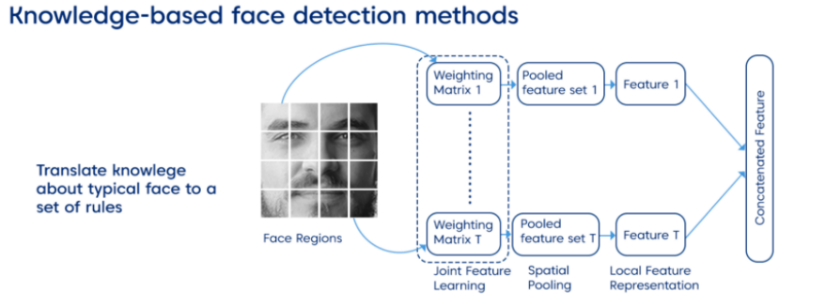 Knowledge-based face detection methods
Translate knowlege
about typical face to a
set of rules
Face Regions
Weighting
Matrix 1
Pooled
feature set 1
Feature 1
Weighting
Matrix T
Pooled
feature set T
Feature T
Joint Feature
Learning
Spatial
Pooling
Local Feature
Representation
Concatenated Feature